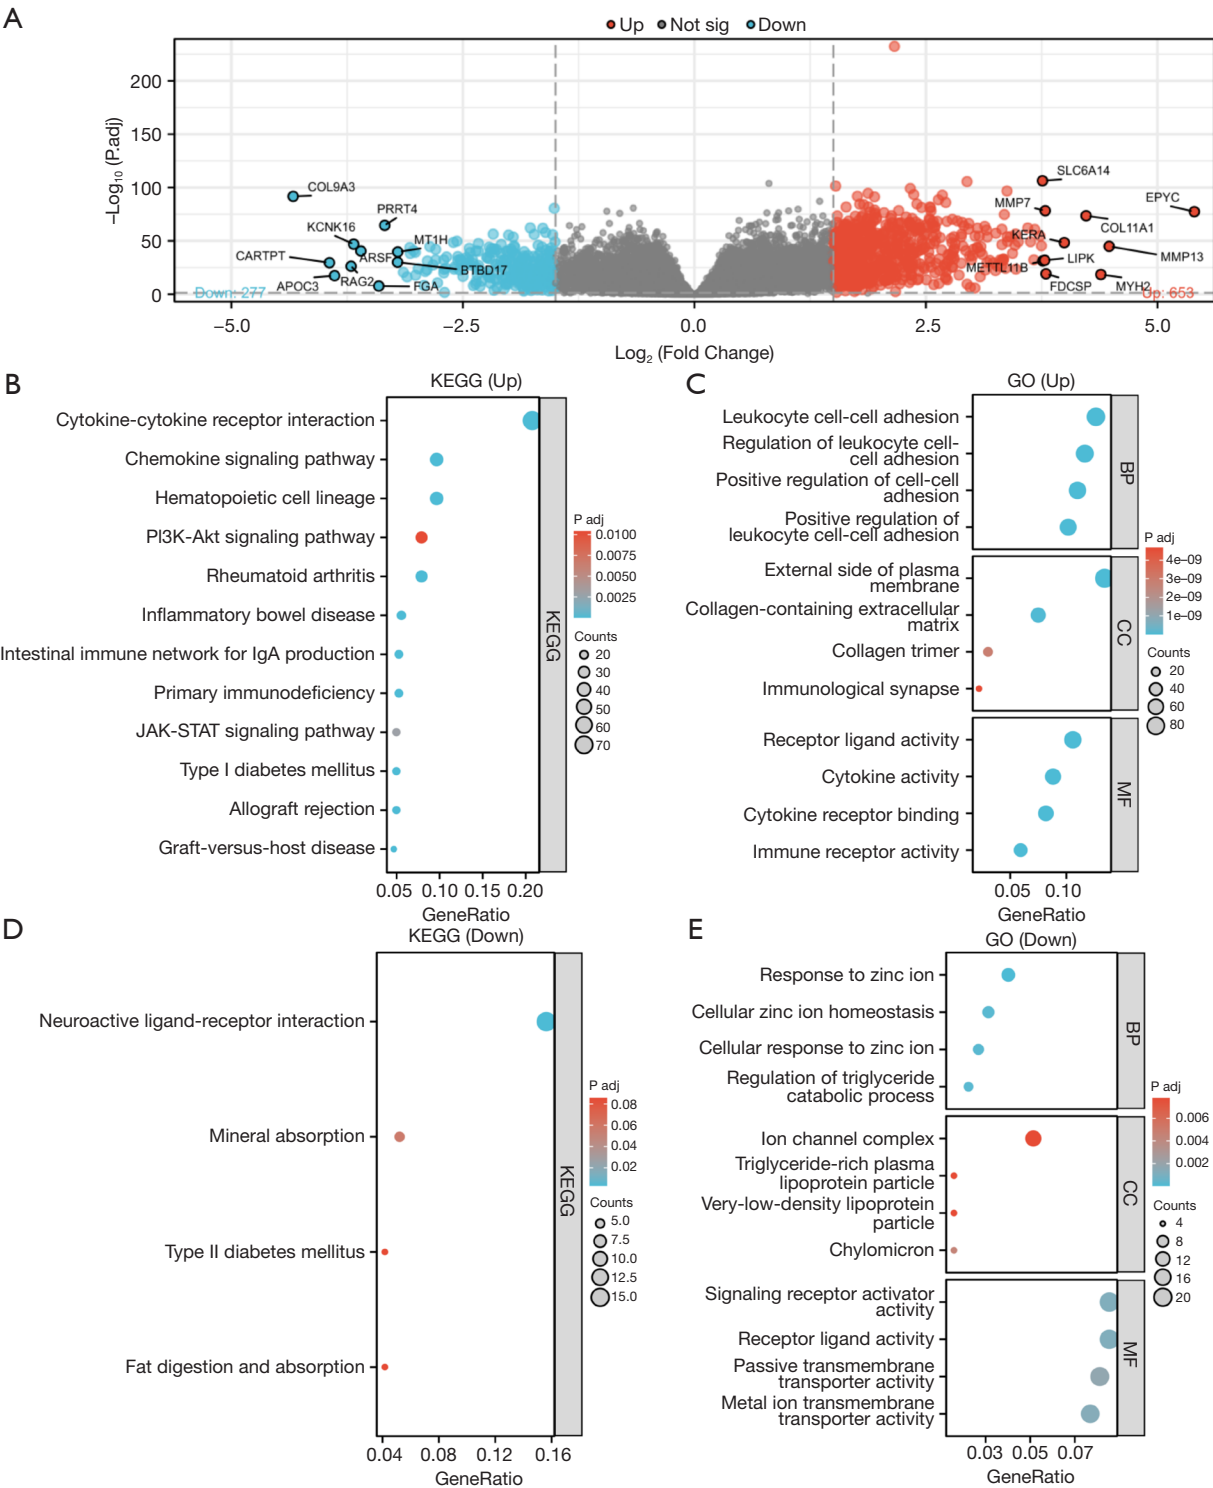 A
Up Not sig Down
−Log10 (P.adj)
200
150
100
50
0
COL9A3
PRRT4
KCNK16
MT1H
CARTPT
ARSF
BTBD17
APOC3
RAG2
FGA
Down: 277
SLC6A14
MMP7
EPYC
COL11A1
KERA
MMP13
METTL11B
LIPK
FDCSP
MYH2
Up: 653
−5.0 −2.5 0.0 2.5 5.0
Log2 (Fold Change)
B
KEGG (Up)
Cytokine-cytokine receptor interaction
Chemokine signaling pathway
Hematopoietic cell lineage
PI3K-Akt signaling pathway
Rheumatoid arthritis
Inflammatory bowel disease
Intestinal immune network for IgA production
Primary immunodeficiency
JAK-STAT signaling pathway
Type I diabetes mellitus
Allograft rejection
Graft-versus-host disease
KEGG
0.05 0.10 0.15 0.20
GeneRatio
P adj
0.0100
0.0075
0.0050
0.0025
Counts
20
30
40
50
60
70
C
GO (Up)
Leukocyte cell-cell adhesion
Regulation of leukocyte cell-
cell adhesion
Positive regulation of cell-cell
adhesion
Positive regulation of
leukocyte cell-cell adhesion
BP
External side of plasma
membrane
Collagen-containing extracellular
matrix
Collagen trimer
Immunological synapse
CC
Receptor ligand activity
Cytokine activity
Cytokine receptor binding
Immune receptor activity
MF
0.05 0.10
GeneRatio
P adj
4e−09
3e−09
2e−09
1e−09
Counts
20
40
60
80
D
KEGG (Down)
Neuroactive ligand-receptor interaction
Mineral absorption
Type II diabetes mellitus
Fat digestion and absorption
KEGG
0.04 0.08 0.12 0.16
GeneRatio
P adj
0.08
0.06
0.04
0.02
Counts
5.0
7.5
10.0
12.5
15.0
E
GO (Down)
Response to zinc ion
Cellular zinc ion homeostasis
Cellular response to zinc ion
Regulation of triglyceride
catabolic process
BP
Ion channel complex
Triglyceride-rich plasma
lipoprotein particle
Very-low-density lipoprotein
particle
Chylomicron
CC
Signaling receptor activator
activity
Receptor ligand activity
Passive transmembrane
transporter activity
Metal ion transmembrane
transporter activity
MF
0.03 0.05 0.07
GeneRatio
P adj
0.006
0.004
0.002
Counts
4
8
12
16
20